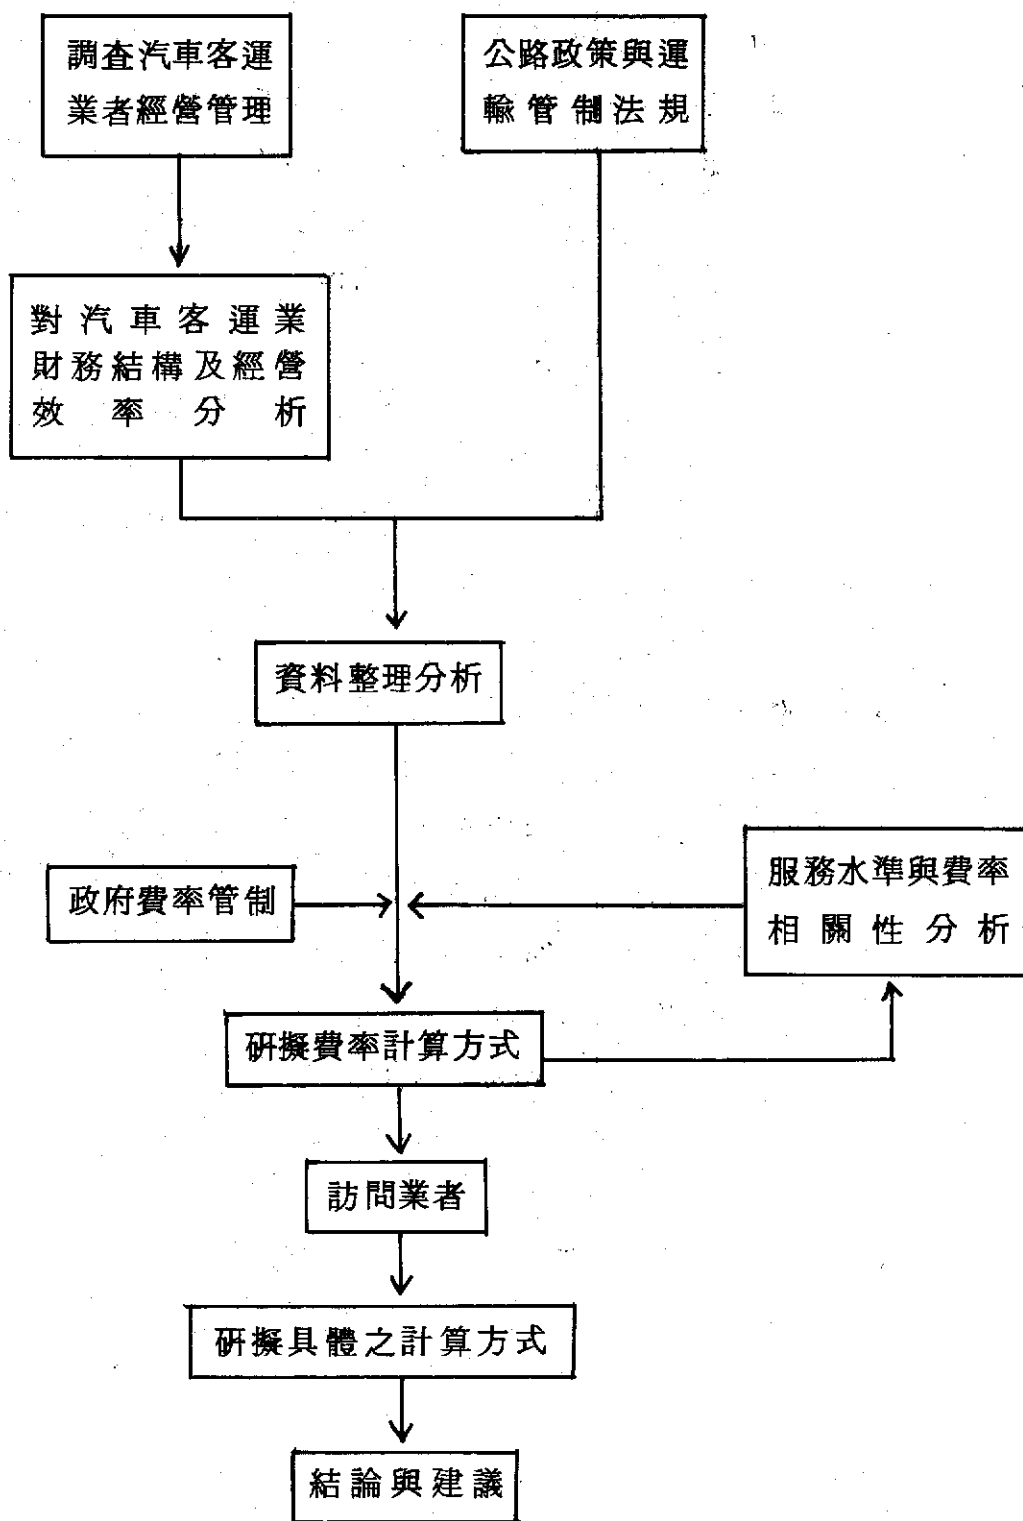 調查汽車客運
業者經營管理
公路政策與運
輸管制法規
對汽車客運業
財務結構及經營
效率分析
資料整理分析
政府費率管制
服務水準與費率
相關性分析
研擬費率計算方式
訪問業者
研擬具體之計算方式
結論與建議